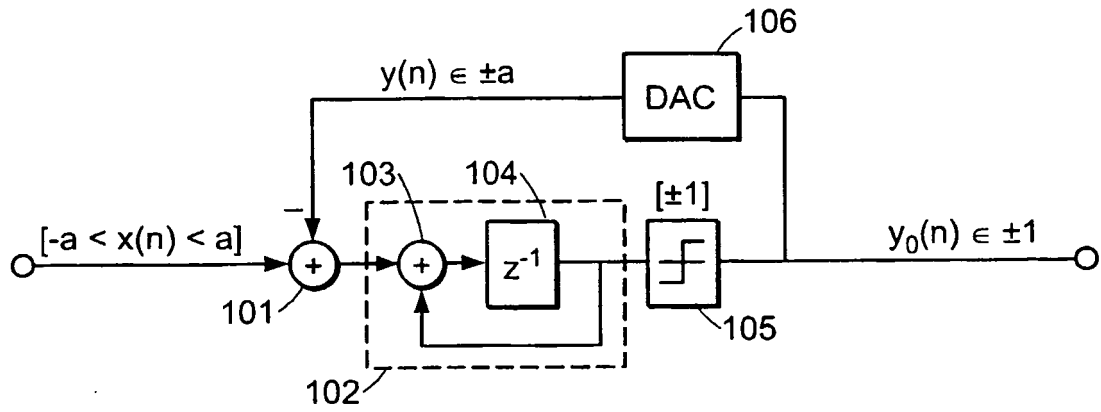 106
y(n) ∈ ±a
DAC
103
104
[±1]
–
[-a < x(n) < a]
y₀(n) ∈ ±1
+
+
z⁻¹
101
105
102